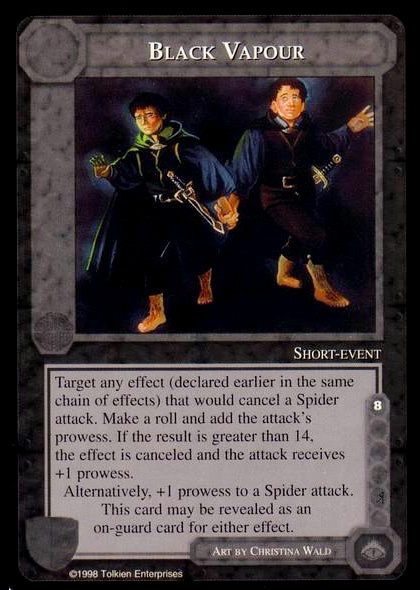 BLACK VAPOUR
SHORT-EVENT
Target any effect (declared earlier in the same
chain of effects) that would cancel a Spider
attack. Make a roll and add the attack's
prowess. If the result is greater than 14,
the effect is canceled and the attack receives
+1 prowess.
Alternatively, +1 prowess to a Spider attack.
This card may be revealed as an
on-guard card for either effect.
8
ART BY CHRISTINA WALD
©1998 Tolkien Enterprises